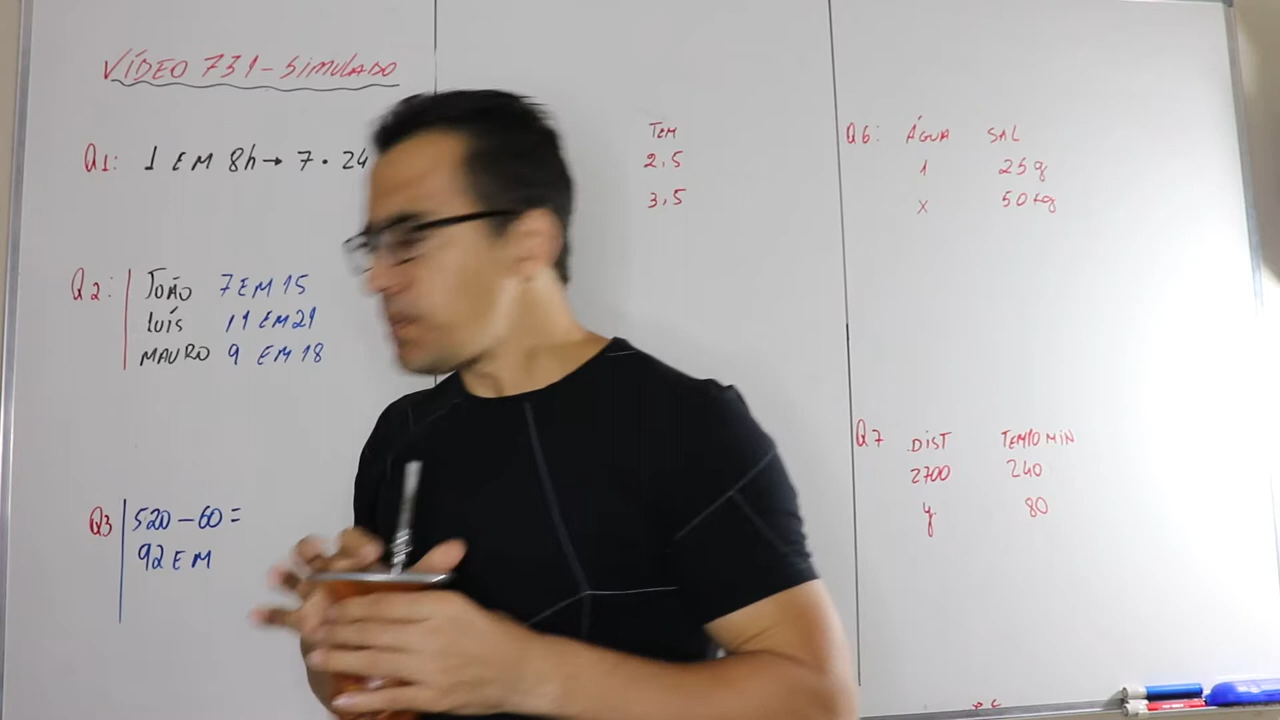 VÍDEO 731 - SIMULADO
Q1: 1 EM 8h → 7 • 24
Q2: JOÃO 7 EM 15
LUÍS 11 EM 21
MAURO 9 EM 18
Q3 520 - 60 =
92 EM
TEM
2,5
3,5
Q6: ÁGUA SAL
1 25g
X 50kg
Q7 DIST TEMPO MIN
2700 240
y 80